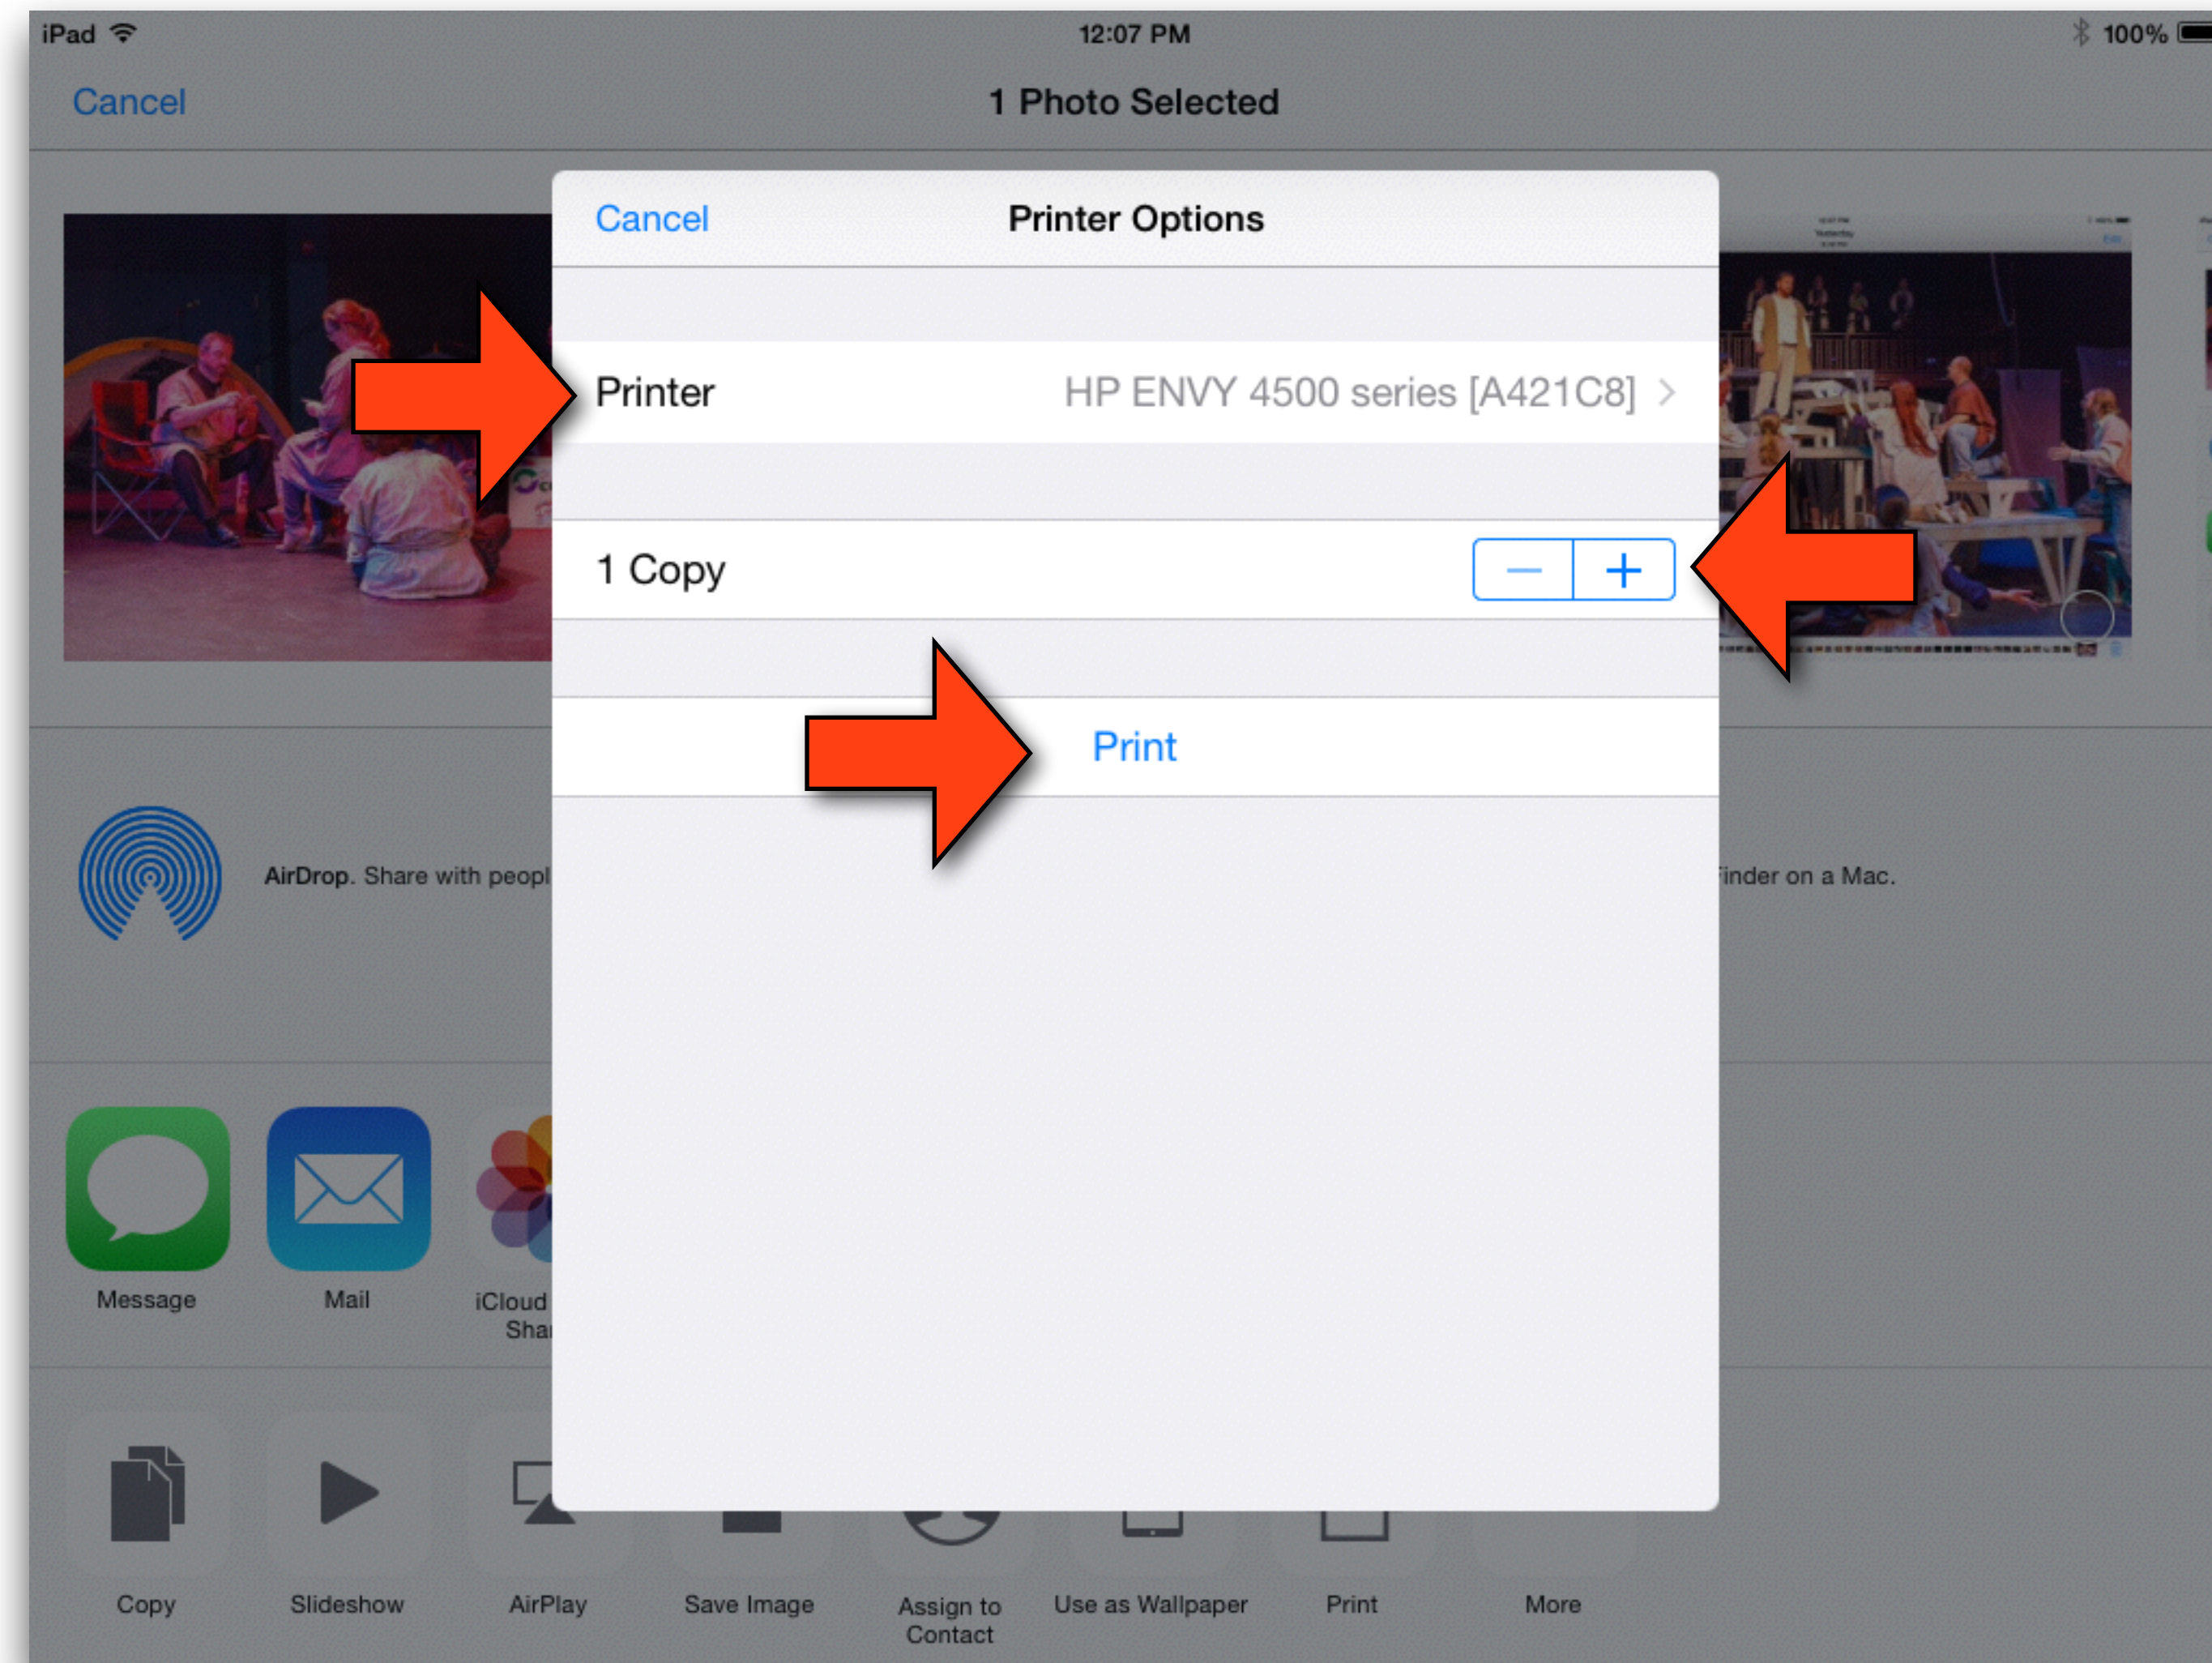 iPad 12:07 PM 100%
Cancel 1 Photo Selected
Cancel Printer Options
Printer HP ENVY 4500 series [A421C8]
1 Copy − +
Print
AirDrop. Share with peopl
inder on a Mac.
Message Mail iCloud
Sha
Copy Slideshow AirPlay Save Image Assign to Use as Wallpaper Print More
Contact